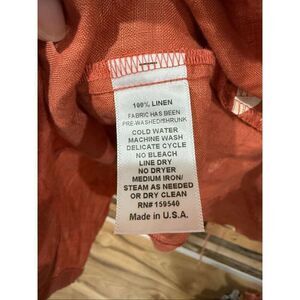 100% LINEN
FABRIC HAS BEEN
PRE-WASHED/SHRUNK
COLD WATER
MACHINE WASH
DELICATE CYCLE
NO BLEACH
LINE DRY
NO DRYER
MEDIUM IRON/
STEAM AS NEEDED
OR DRY CLEAN
RN# 159540
Made in U.S.A.